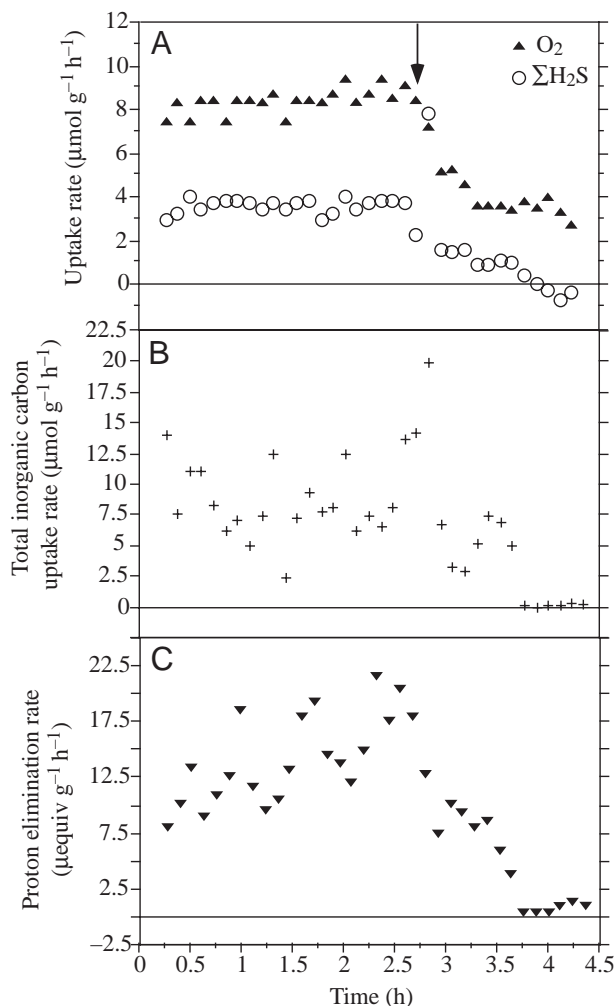 A
O₂
ΣH₂S
12
10
8
6
4
2
0
Uptake rate (μmol g⁻¹ h⁻¹)
B
22.5
20
17.5
15
12.5
10
7.5
5
2.5
0
Total inorganic carbon
uptake rate (μmol g⁻¹ h⁻¹)
C
22.5
17.5
12.5
7.5
2.5
–2.5
Proton elimination rate
(μequiv g⁻¹ h⁻¹)
0 0.5 1 1.5 2 2.5 3 3.5 4 4.5
Time (h)